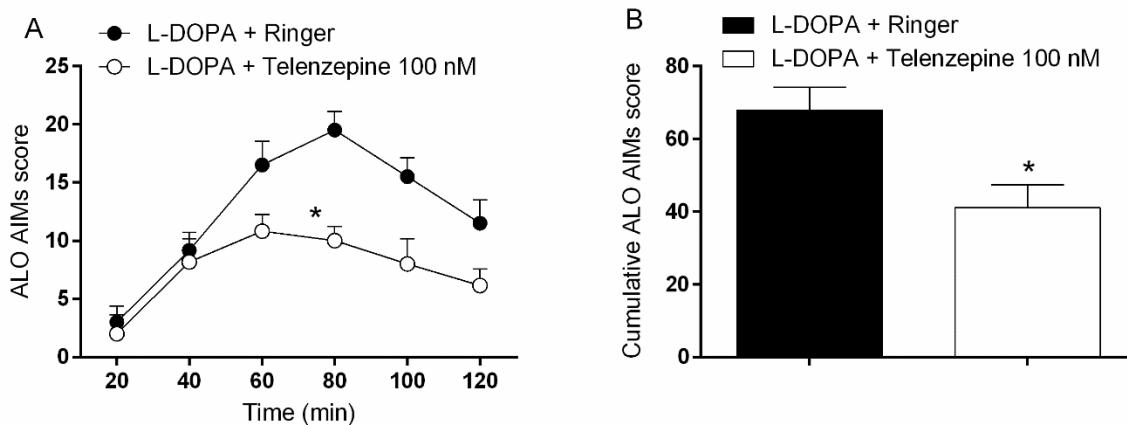 A
L-DOPA + Ringer
L-DOPA + Telenzepine 100 nM
25
20
15
10
5
0
ALO AIMs score
*
20 40 60 80 100 120
Time (min)
B
L-DOPA + Ringer
L-DOPA + Telenzepine 100 nM
80
60
40
20
0
Cumulative ALO AIMs score
*